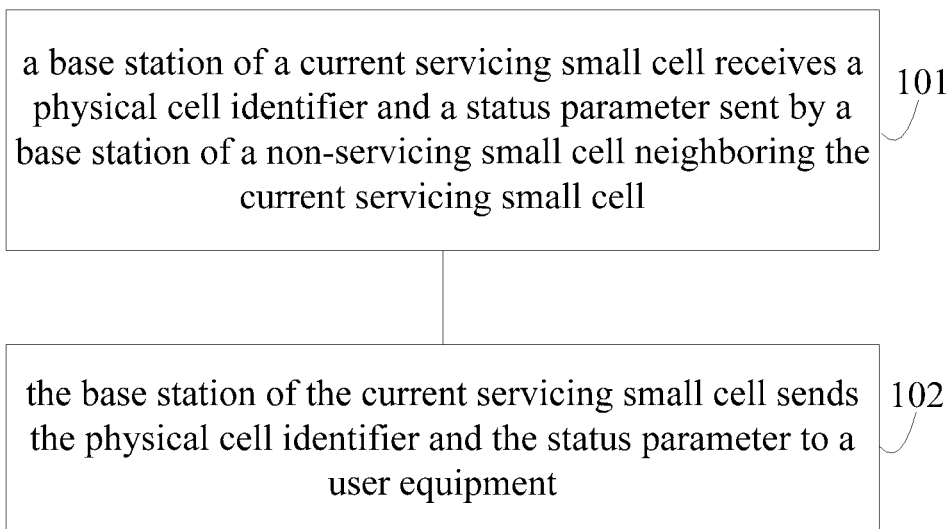 a base station of a current servicing small cell receives a
physical cell identifier and a status parameter sent by a
base station of a non-servicing small cell neighboring the
current servicing small cell
101
the base station of the current servicing small cell sends
the physical cell identifier and the status parameter to a
user equipment
102